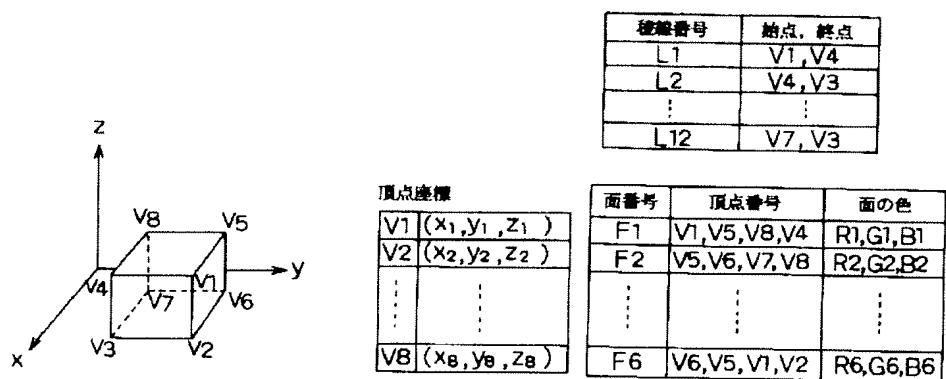 稜線番号 始点，終点
L1 V1,V4
L2 V4,V3
L12 V7,V3
z
V8 V5
y
V4 V1
V7 V6
x
V3 V2
頂点座標
V1 (x1,y1,z1)
V2 (x2,y2,z2)
V8 (x8,y8,z8)
面番号 頂点番号 面の色
F1 V1,V5,V8,V4 R1,G1,B1
F2 V5,V6,V7,V8 R2,G2,B2
F6 V6,V5,V1,V2 R6,G6,B6